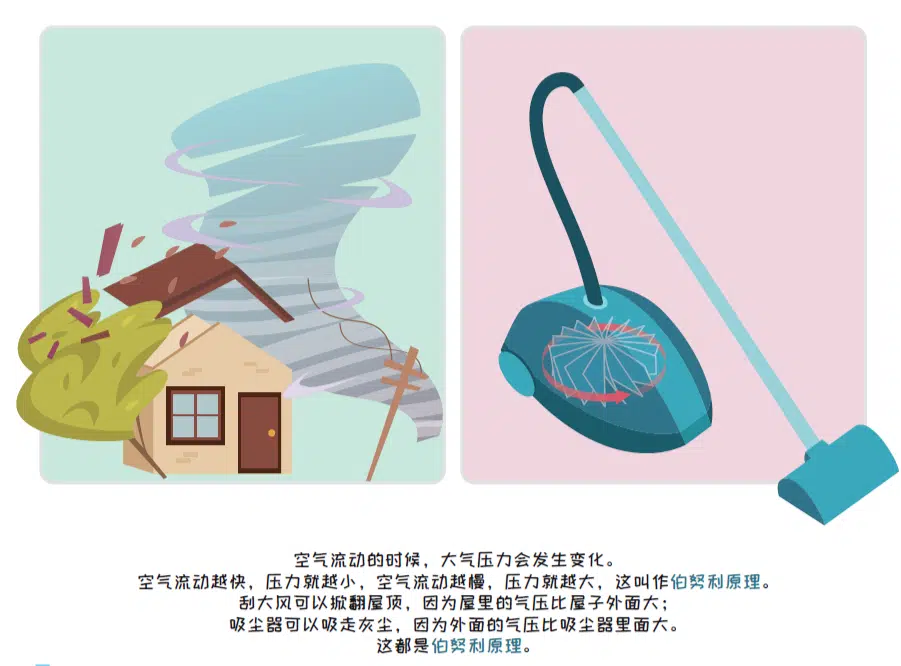 空气流动的时候，大气压力会发生变化。
空气流动越快，压力就越小，空气流动越慢，压力就越大，这叫作伯努利原理。
刮大风可以掀翻屋顶，因为屋里的气压比屋子外面大；
吸尘器可以吸走灰尘，因为外面的气压比吸尘器里面大。
这都是伯努利原理。